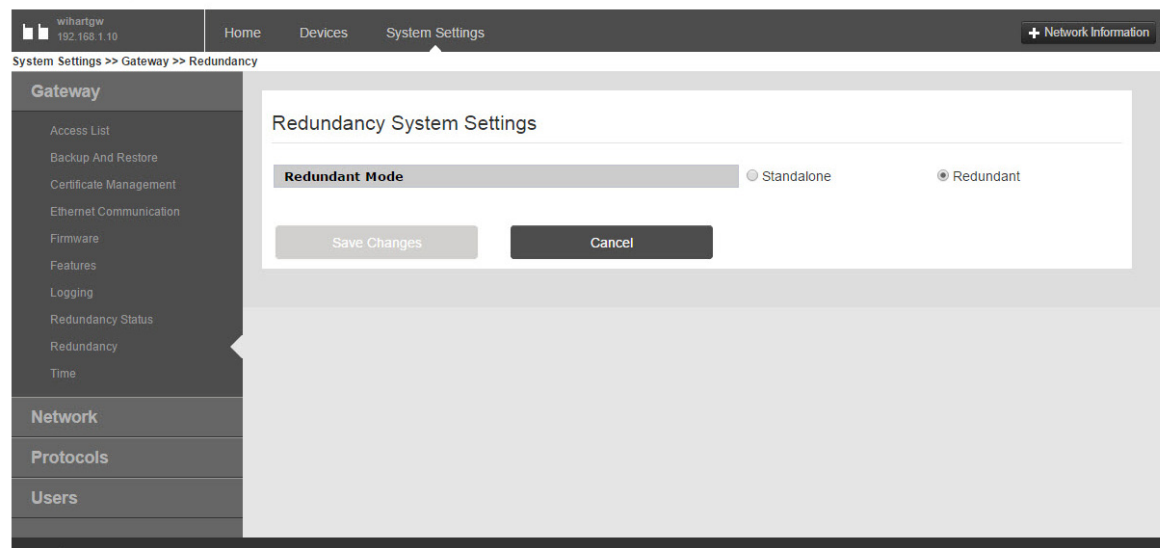 wihartgw
192.168.1.10
Home Devices System Settings
+ Network Information
System Settings >> Gateway >> Redundancy
Gateway
Access List
Backup And Restore
Certificate Management
Ethernet Communication
Firmware
Features
Logging
Redundancy Status
Redundancy
Time
Network
Protocols
Users
Redundancy System Settings
Redundant Mode Standalone Redundant
Save Changes Cancel